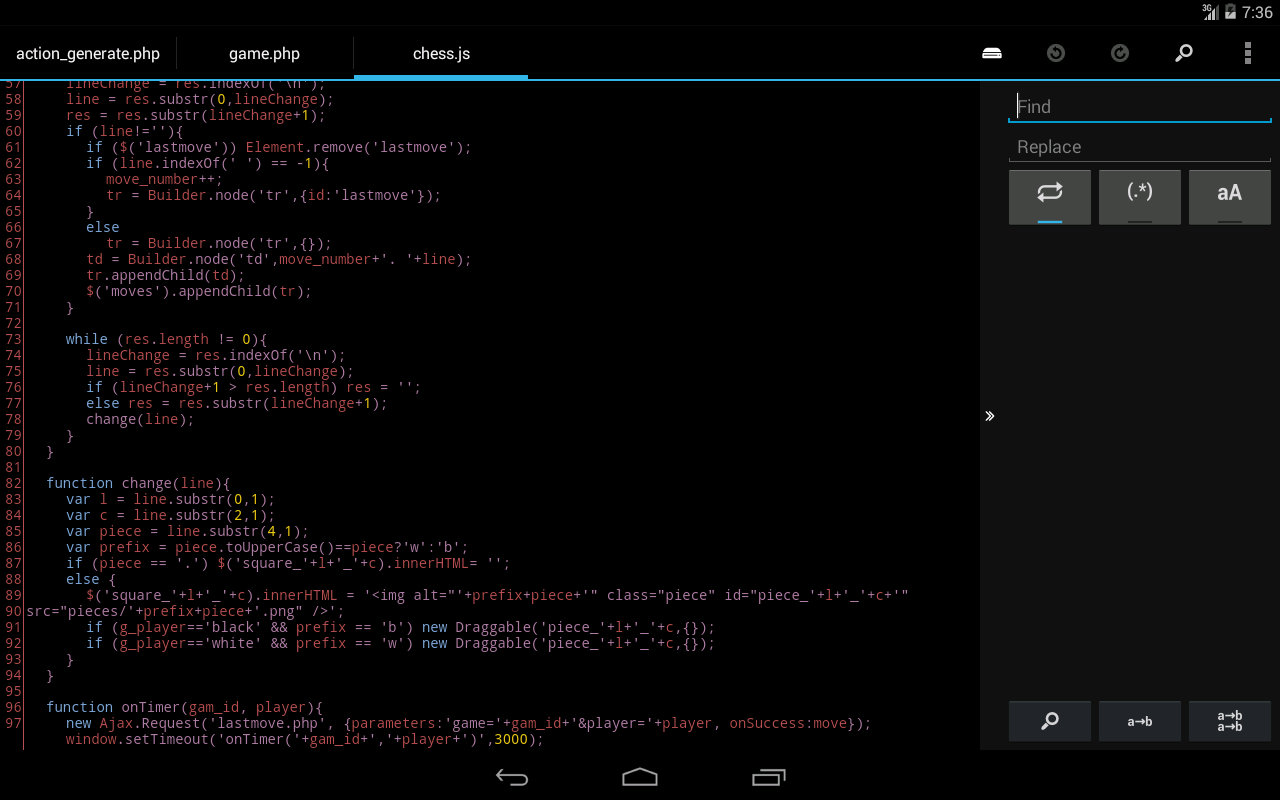 3G 7:36
action_generate.php game.php chess.js
57 lineChange = res.indexOf('\n');
58 line = res.substr(0,lineChange);
59 res = res.substr(lineChange+1);
60 if (line!=''){
61 if ($('lastmove')) Element.remove('lastmove');
62 if (line.indexOf(' ') == -1){
63 move_number++;
64 tr = Builder.node('tr',{id:'lastmove'});
65 }
66 else
67 tr = Builder.node('tr',{});
68 td = Builder.node('td',move_number+'. '+line);
69 tr.appendChild(td);
70 $('moves').appendChild(tr);
71 }
72
73 while (res.length != 0){
74 lineChange = res.indexOf('\n');
75 line = res.substr(0,lineChange);
76 if (lineChange+1 > res.length) res = '';
77 else res = res.substr(lineChange+1);
78 change(line);
79 }
80 }
81
82 function change(line){
83 var l = line.substr(0,1);
84 var c = line.substr(2,1);
85 var piece = line.substr(4,1);
86 var prefix = piece.toUpperCase()==piece?'w':'b';
87 if (piece == '.') $('square_'+l+'_'+c).innerHTML= '';
88 else {
89 $('square_'+l+'_'+c).innerHTML = '<img alt="'+prefix+piece+'" class="piece" id="piece_'+l+'_'+c+'"
90 src="pieces/'+prefix+piece+'.png" />';
91 if (g_player=='black' && prefix == 'b') new Draggable('piece_'+l+'_'+c,{});
92 if (g_player=='white' && prefix == 'w') new Draggable('piece_'+l+'_'+c,{});
93 }
94 }
95
96 function onTimer(gam_id, player){
97 new Ajax.Request('lastmove.php', {parameters:'game='+gam_id+'&player='+player, onSuccess:move});
window.setTimeout('onTimer('+gam_id+','+player+')',3000);
Find
Replace
(.*) aA
a→b a→b
a→b